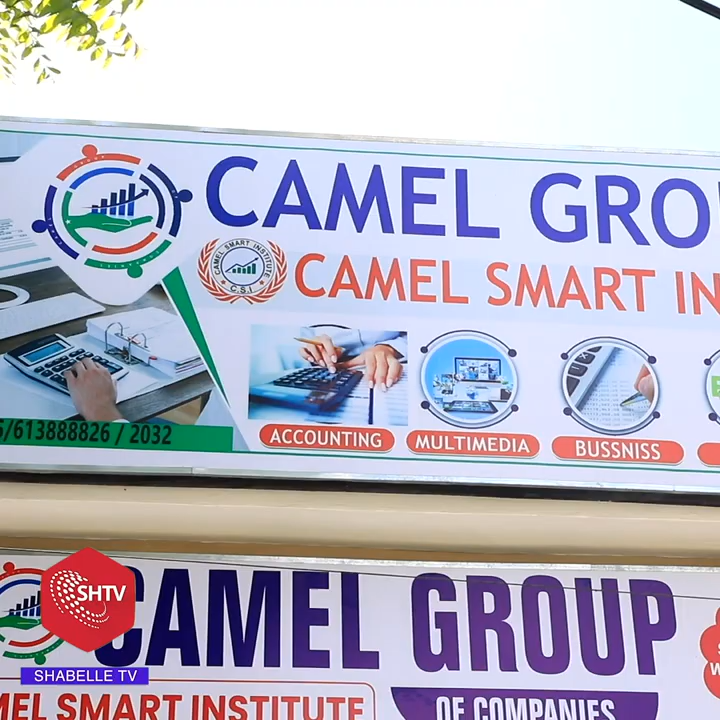 CAMEL GRO
CAMEL SMART INSTITUTE
C.S.I
CAMEL SMART IN
ACCOUNTING
MULTIMEDIA
BUSSNISS
/613888826 / 2032
CAMEL GROUP
SHTV
SHABELLE TV
MEL SMART INSTITUTE
OF COMPANIES